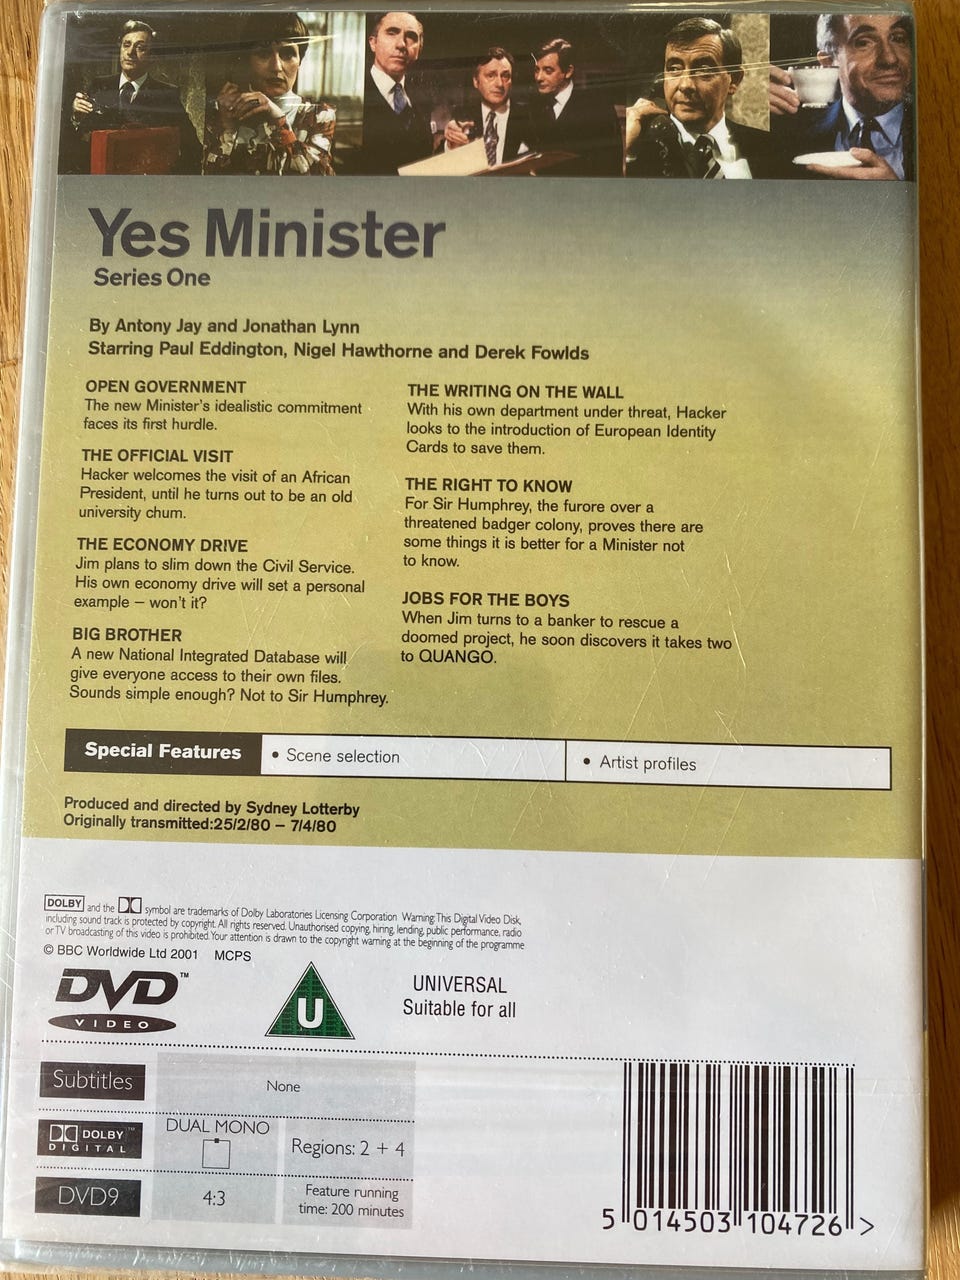 Yes Minister
Series One
By Antony Jay and Jonathan Lynn
Starring Paul Eddington, Nigel Hawthorne and Derek Fowlds
OPEN GOVERNMENT
The new Minister's idealistic commitment
faces its first hurdle.
THE OFFICIAL VISIT
Hacker welcomes the visit of an African
President, until he turns out to be an old
university chum.
THE ECONOMY DRIVE
Jim plans to slim down the Civil Service.
His own economy drive will set a personal
example – won't it?
BIG BROTHER
A new National Integrated Database will
give everyone access to their own files.
Sounds simple enough? Not to Sir Humphrey.
THE WRITING ON THE WALL
With his own department under threat, Hacker
looks to the introduction of European Identity
Cards to save them.
THE RIGHT TO KNOW
For Sir Humphrey, the furore over a
threatened badger colony, proves there are
some things it is better for a Minister not
to know.
JOBS FOR THE BOYS
When Jim turns to a banker to rescue a
doomed project, he soon discovers it takes two
to QUANGO.
Special Features
• Scene selection
• Artist profiles
Produced and directed by Sydney Lotterby
Originally transmitted:25/2/80 – 7/4/80
DOLBY and the symbol are trademarks of Dolby Laboratories Licensing Corporation Warning: This Digital Video Disk,
including sound track is protected by copyright. All rights reserved. Unauthorised copying, hiring, lending, public performance, radio
or TV broadcasting of this video is prohibited. Your attention is drawn to the copyright warning at the beginning of the programme
© BBC Worldwide Ltd 2001 MCPS
DVD™
VIDEO
U
UNIVERSAL
Suitable for all
Subtitles
None
DOLBY™
DIGITAL
DUAL MONO
Regions: 2 + 4
DVD9
4:3
Feature running
time: 200 minutes
5 014503 104726 >